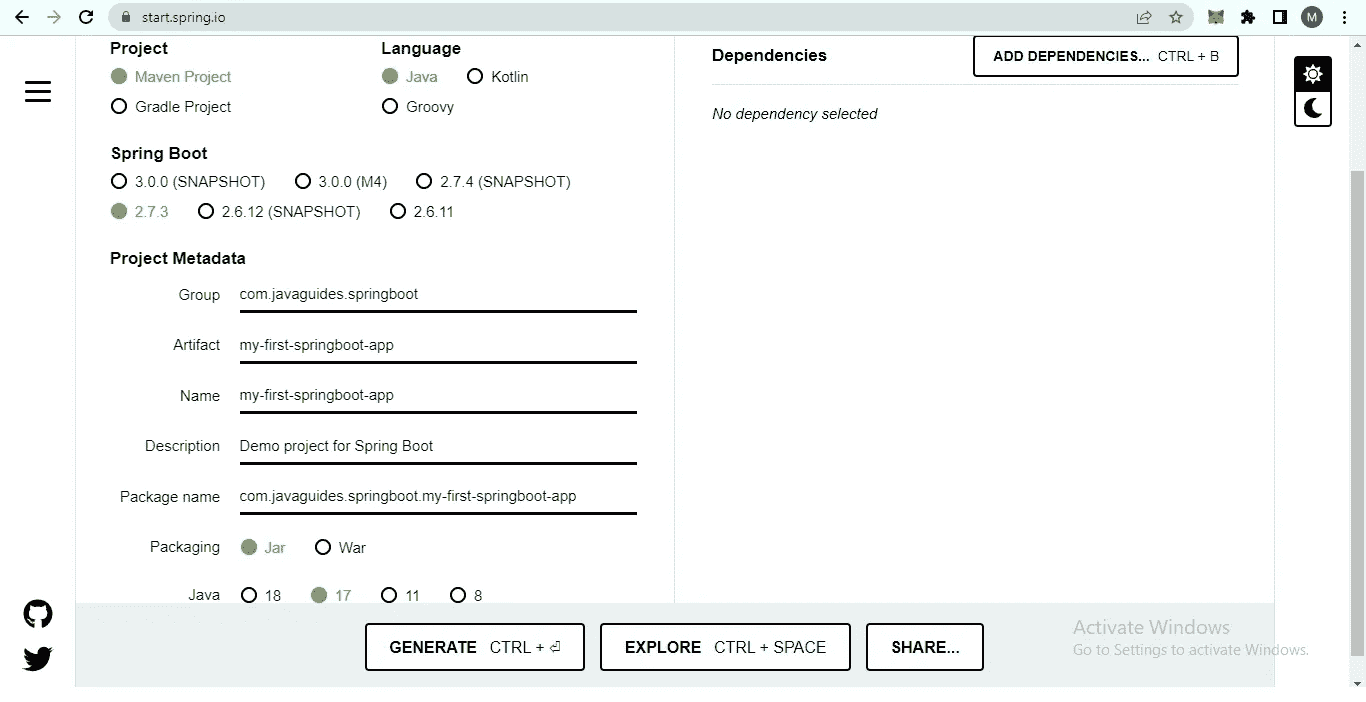 start.spring.io
M
Project
Language
Maven Project
Java
Kotlin
Gradle Project
Groovy
Spring Boot
3.0.0 (SNAPSHOT)
3.0.0 (M4)
2.7.4 (SNAPSHOT)
2.7.3
2.6.12 (SNAPSHOT)
2.6.11
Project Metadata
Group com.javaguides.springboot
Artifact my-first-springboot-app
Name my-first-springboot-app
Description Demo project for Spring Boot
Package name com.javaguides.springboot.my-first-springboot-app
Packaging Jar War
Java 18 17 11 8
Dependencies
ADD DEPENDENCIES... CTRL + B
No dependency selected
GENERATE CTRL + ⏎
EXPLORE CTRL + SPACE
SHARE...
Activate Windows
Go to Settings to activate Windows.